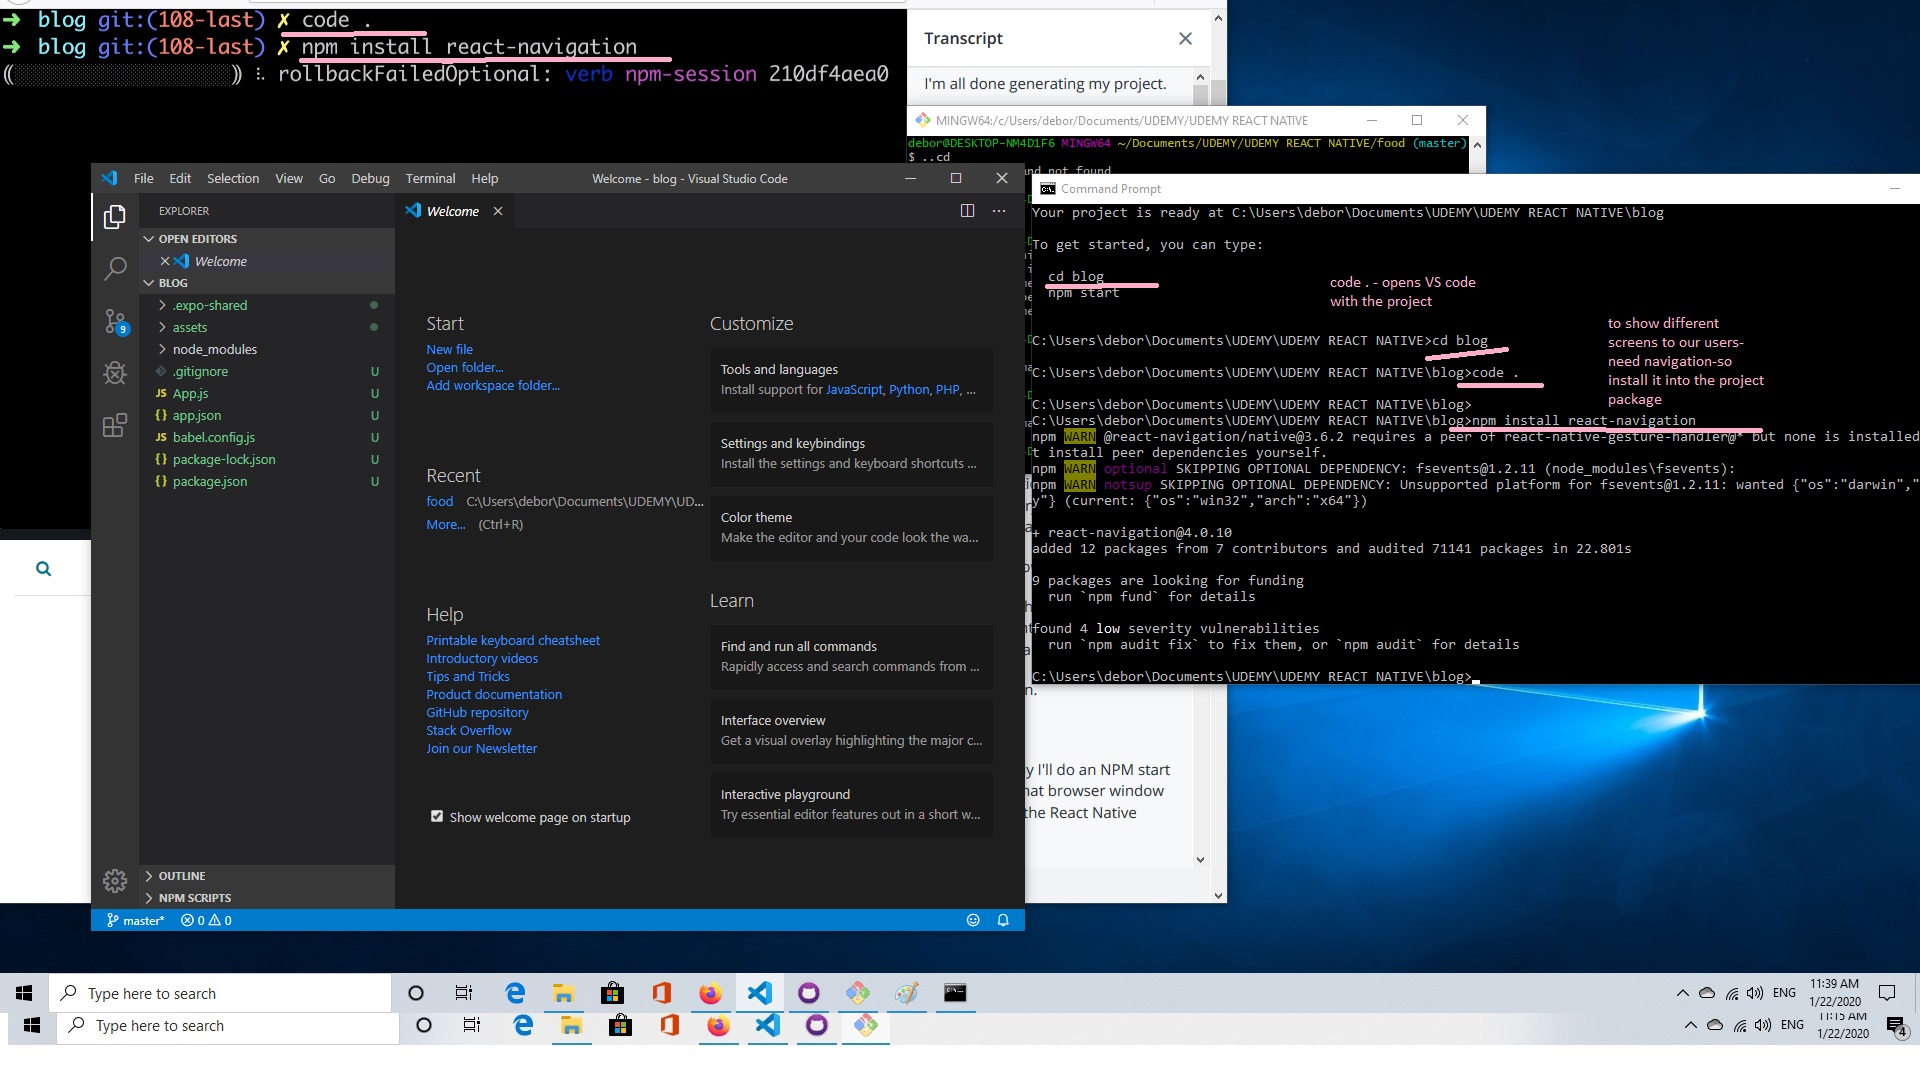 ➜ blog git:(108-last) ✗ code .
➜ blog git:(108-last) ✗ npm install react-navigation
rollbackFailedOptional: verb npm-session 210df4aea0
Transcript
I'm all done generating my project.
MINGW64:/c/Users/debor/Documents/UDEMY/UDEMY REACT NATIVE
debor@DESKTOP-NM4D1F6 MINGW64 ~/Documents/UDEMY/UDEMY REACT NATIVE/food (master)
$ ..cd
nd not found
File Edit Selection View Go Debug Terminal Help
Welcome - blog - Visual Studio Code
EXPLORER
Welcome
OPEN EDITORS
Welcome
BLOG
.expo-shared
assets
node_modules
.gitignore U
JS App.js U
{} app.json U
JS babel.config.js U
{} package-lock.json U
{} package.json U
OUTLINE
NPM SCRIPTS
9
Start
New file
Open folder...
Add workspace folder...
Recent
food C:\Users\debor\Documents\UDEMY\UD...
More... (Ctrl+R)
Help
Printable keyboard cheatsheet
Introductory videos
Tips and Tricks
Product documentation
GitHub repository
Stack Overflow
Join our Newsletter
Show welcome page on startup
Customize
Tools and languages
Install support for JavaScript, Python, PHP, ...
Settings and keybindings
Install the settings and keyboard shortcuts ...
Color theme
Make the editor and your code look the wa...
Learn
Find and run all commands
Rapidly access and search commands from ...
Interface overview
Get a visual overlay highlighting the major c...
Interactive playground
Try essential editor features out in a short w...
master* 0 0
Command Prompt
Your project is ready at C:\Users\debor\Documents\UDEMY\UDEMY REACT NATIVE\blog
To get started, you can type:
cd blog
npm start
code . - opens VS code
with the project
to show different
screens to our users-
need navigation-so
install it into the project
package
C:\Users\debor\Documents\UDEMY\UDEMY REACT NATIVE>cd blog
C:\Users\debor\Documents\UDEMY\UDEMY REACT NATIVE\blog>code .
C:\Users\debor\Documents\UDEMY\UDEMY REACT NATIVE\blog>
C:\Users\debor\Documents\UDEMY\UDEMY REACT NATIVE\blog>npm install react-navigation
npm WARN @react-navigation/native@3.6.2 requires a peer of react-native-gesture-handler@* but none is installed
t install peer dependencies yourself.
npm WARN optional SKIPPING OPTIONAL DEPENDENCY: fsevents@1.2.11 (node_modules\fsevents):
npm WARN notsup SKIPPING OPTIONAL DEPENDENCY: Unsupported platform for fsevents@1.2.11: wanted {"os":"darwin","
y"} (current: {"os":"win32","arch":"x64"})
+ react-navigation@4.0.10
added 12 packages from 7 contributors and audited 71141 packages in 22.801s
9 packages are looking for funding
run `npm fund` for details
found 4 low severity vulnerabilities
run `npm audit fix` to fix them, or `npm audit` for details
C:\Users\debor\Documents\UDEMY\UDEMY REACT NATIVE\blog>
y I'll do an NPM start
hat browser window
the React Native
Type here to search
ENG
11:39 AM
1/22/2020
Type here to search
ENG
11:15 AM
1/22/2020
4